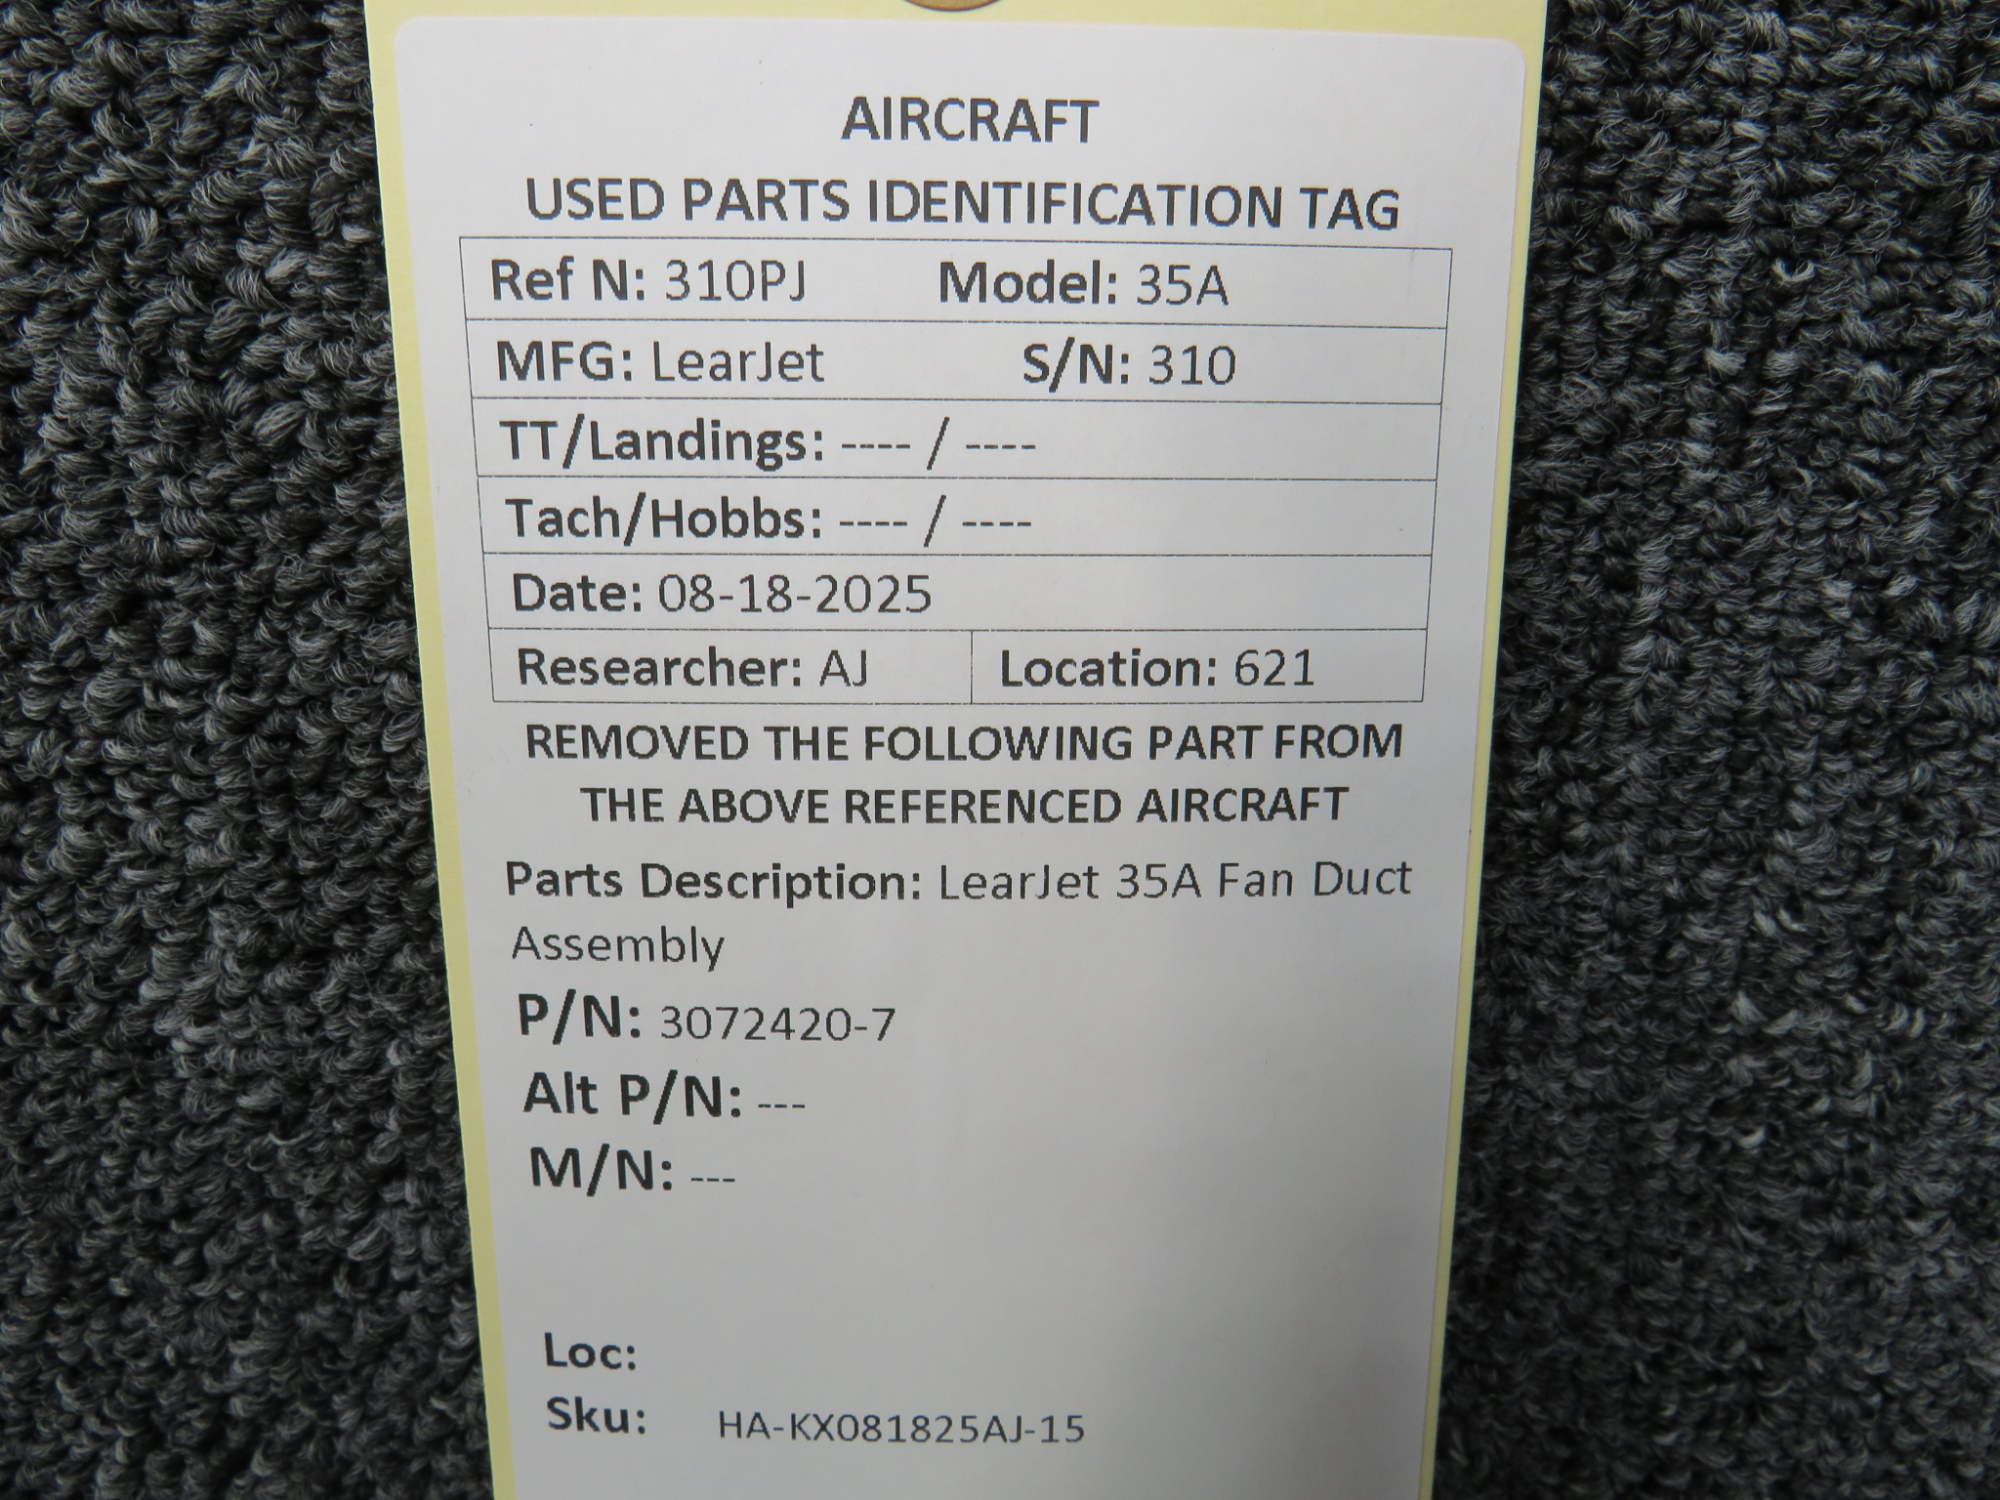 AIRCRAFT
USED PARTS IDENTIFICATION TAG
Ref N: 310PJ Model: 35A
MFG: LearJet S/N: 310
TT/Landings: ---- / ----
Tach/Hobbs: ---- / ----
Date: 08-18-2025
Researcher: AJ Location: 621
REMOVED THE FOLLOWING PART FROM
THE ABOVE REFERENCED AIRCRAFT
Parts Description: LearJet 35A Fan Duct
Assembly
P/N: 3072420-7
Alt P/N: ---
M/N: ---
Loc:
Sku: HA-KX081825AJ-15